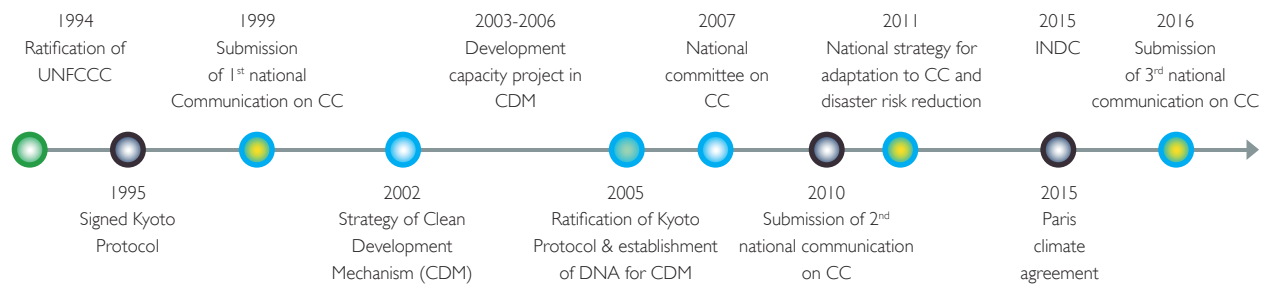 1994
Ratification of
UNFCCC
1999
Submission
of 1st national
Communication on CC
2003-2006
Development
capacity project in
CDM
2007
National
committee on
CC
2011
National strategy for
adaptation to CC and
disaster risk reduction
2015
INDC
2016
Submission
of 3rd national
communication on CC
1995
Signed Kyoto
Protocol
2002
Strategy of Clean
Development
Mechanism (CDM)
2005
Ratification of Kyoto
Protocol & establishment
of DNA for CDM
2010
Submission of 2nd
national communication
on CC
2015
Paris
climate
agreement